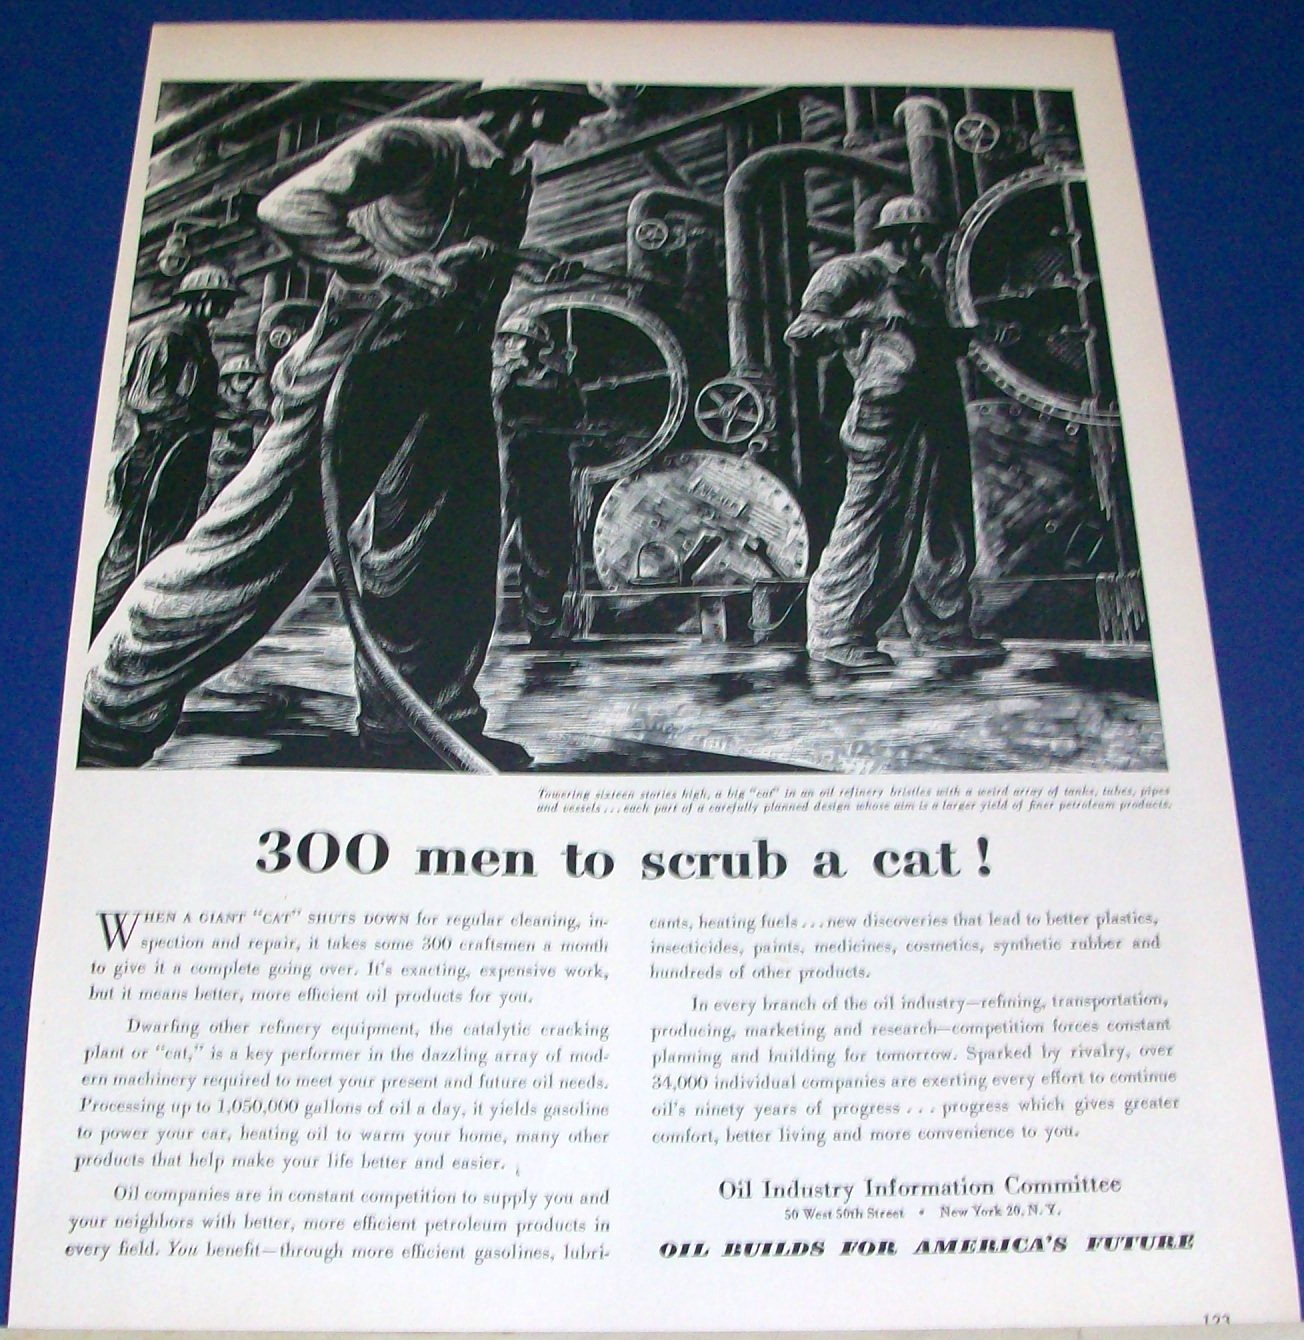 Towering sixteen stories high, a big "cat" in an oil refinery bristles with a weird array of tanks, tubes, pipes
and vessels...each part of a carefully planned design whose aim is a larger yield of finer petroleum products.
300 men to scrub a cat!
WHEN A GIANT "CAT" SHUTS DOWN for regular cleaning, in-
spection and repair, it takes some 300 craftsmen a month
to give it a complete going over. It's exacting, expensive work,
but it means better, more efficient oil products for you.
Dwarfing other refinery equipment, the catalytic cracking
plant or "cat," is a key performer in the dazzling array of mod-
ern machinery required to meet your present and future oil needs.
Processing up to 1,050,000 gallons of oil a day, it yields gasoline
to power your car, heating oil to warm your home, many other
products that help make your life better and easier.
Oil companies are in constant competition to supply you and
your neighbors with better, more efficient petroleum products in
every field. You benefit—through more efficient gasolines, lubri-
cants, heating fuels...new discoveries that lead to better plastics,
insecticides, paints, medicines, cosmetics, synthetic rubber and
hundreds of other products.
In every branch of the oil industry—refining, transportation,
producing, marketing and research—competition forces constant
planning and building for tomorrow. Sparked by rivalry, over
34,000 individual companies are exerting every effort to continue
oil's ninety years of progress...progress which gives greater
comfort, better living and more convenience to you.
Oil Industry Information Committee
50 West 50th Street • New York 20, N. Y.
OIL BUILDS FOR AMERICA'S FUTURE
123